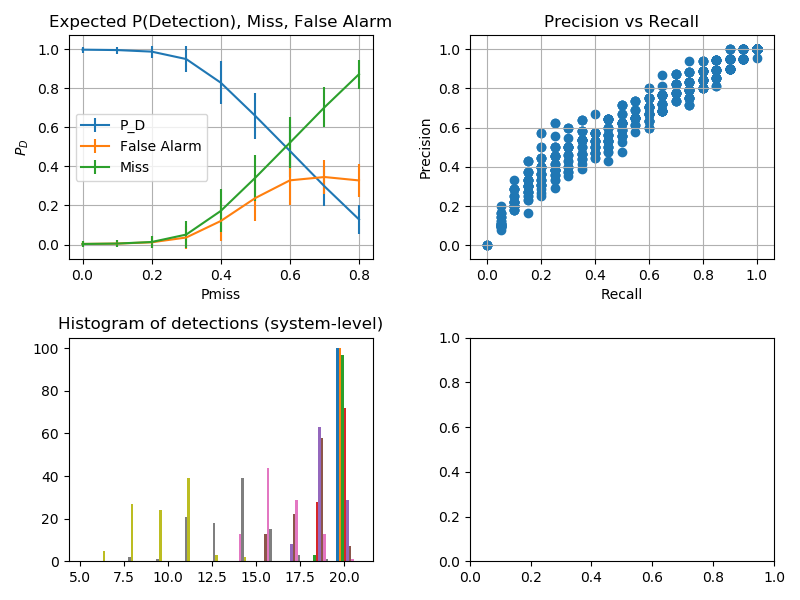 Expected P(Detection), Miss, False Alarm
1.0
0.8
0.6
0.4
0.2
0.0
P_D
P_D
False Alarm
Miss
0.0 0.2 0.4 0.6 0.8
Pmiss
Precision vs Recall
1.0
0.8
0.6
0.4
0.2
0.0
Precision
0.0 0.2 0.4 0.6 0.8 1.0
Recall
Histogram of detections (system-level)
100
80
60
40
20
0
5.0 7.5 10.0 12.5 15.0 17.5 20.0
1.0
0.8
0.6
0.4
0.2
0.0
0.0 0.2 0.4 0.6 0.8 1.0